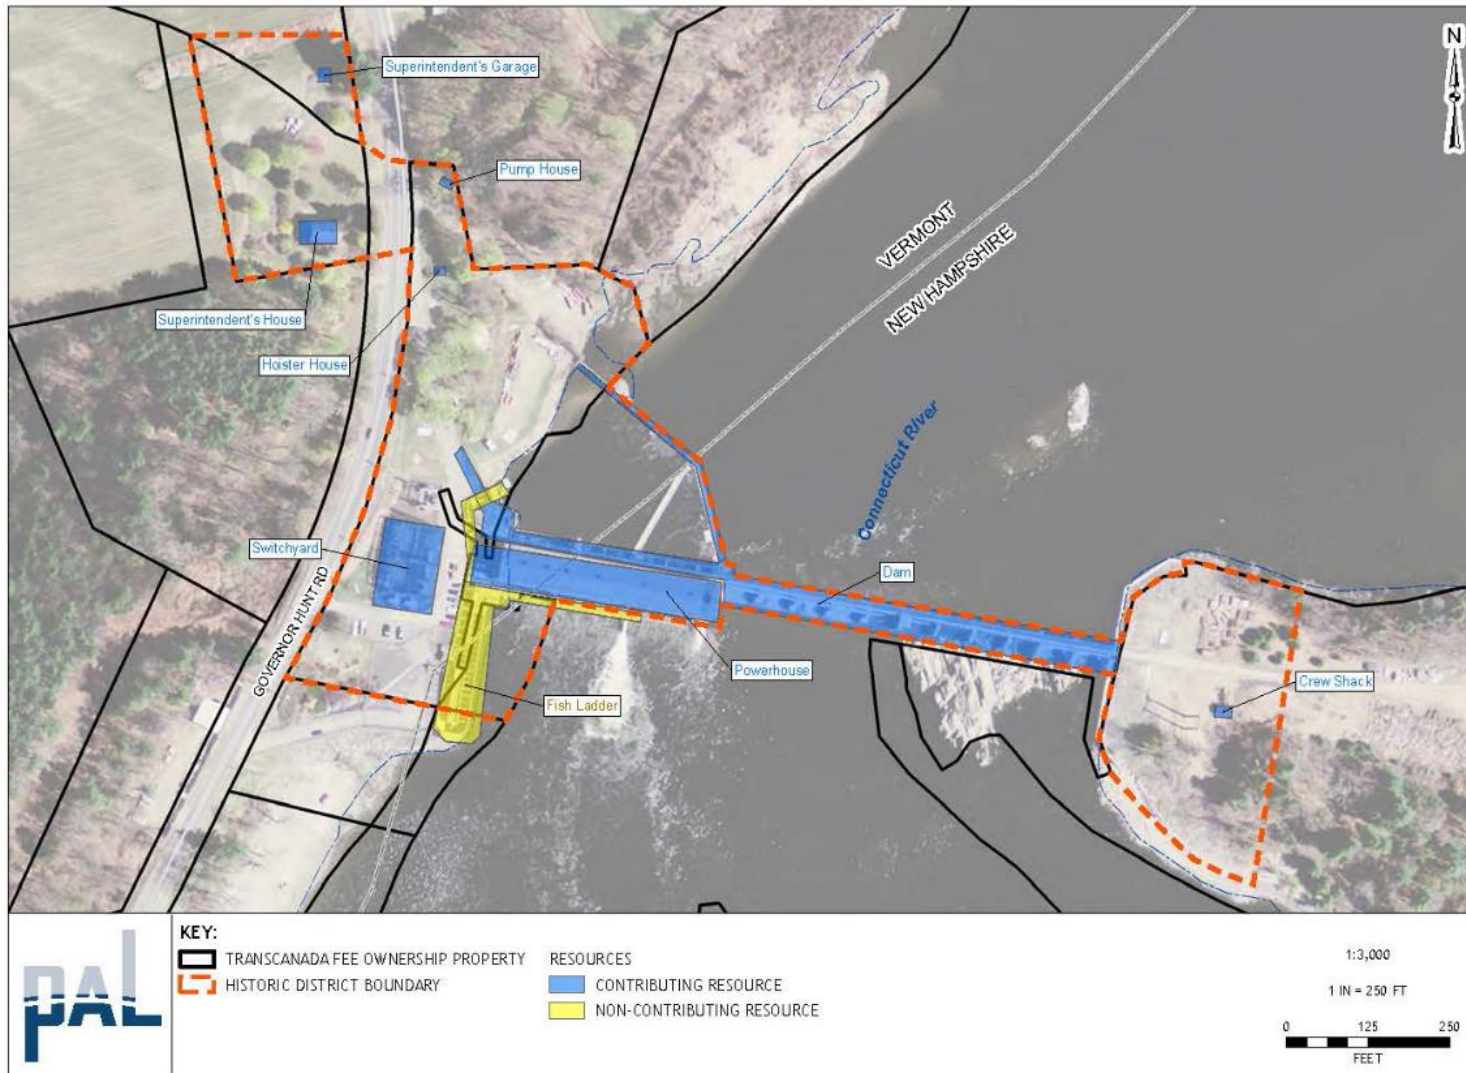 N
Superintendent's Garage
Pump House
VERMONT
NEW HAMPSHIRE
Superintendent's House
Hoister House
Connecticut River
Switchyard
Dam
GOVERNOR HUNT RD
Powerhouse
Crew Shack
Fish Ladder
pAL
KEY:
TRANSCANADA FEE OWNERSHIP PROPERTY
HISTORIC DISTRICT BOUNDARY
RESOURCES
CONTRIBUTING RESOURCE
NON-CONTRIBUTING RESOURCE
1:3,000
1 IN = 250 FT
0 125 250
FEET